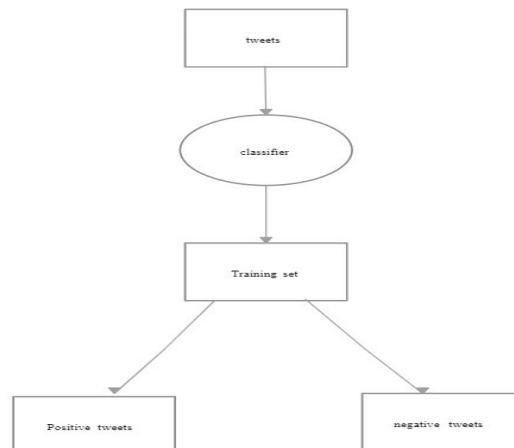 tweets
classifier
Training set
Positive tweets
negative tweets